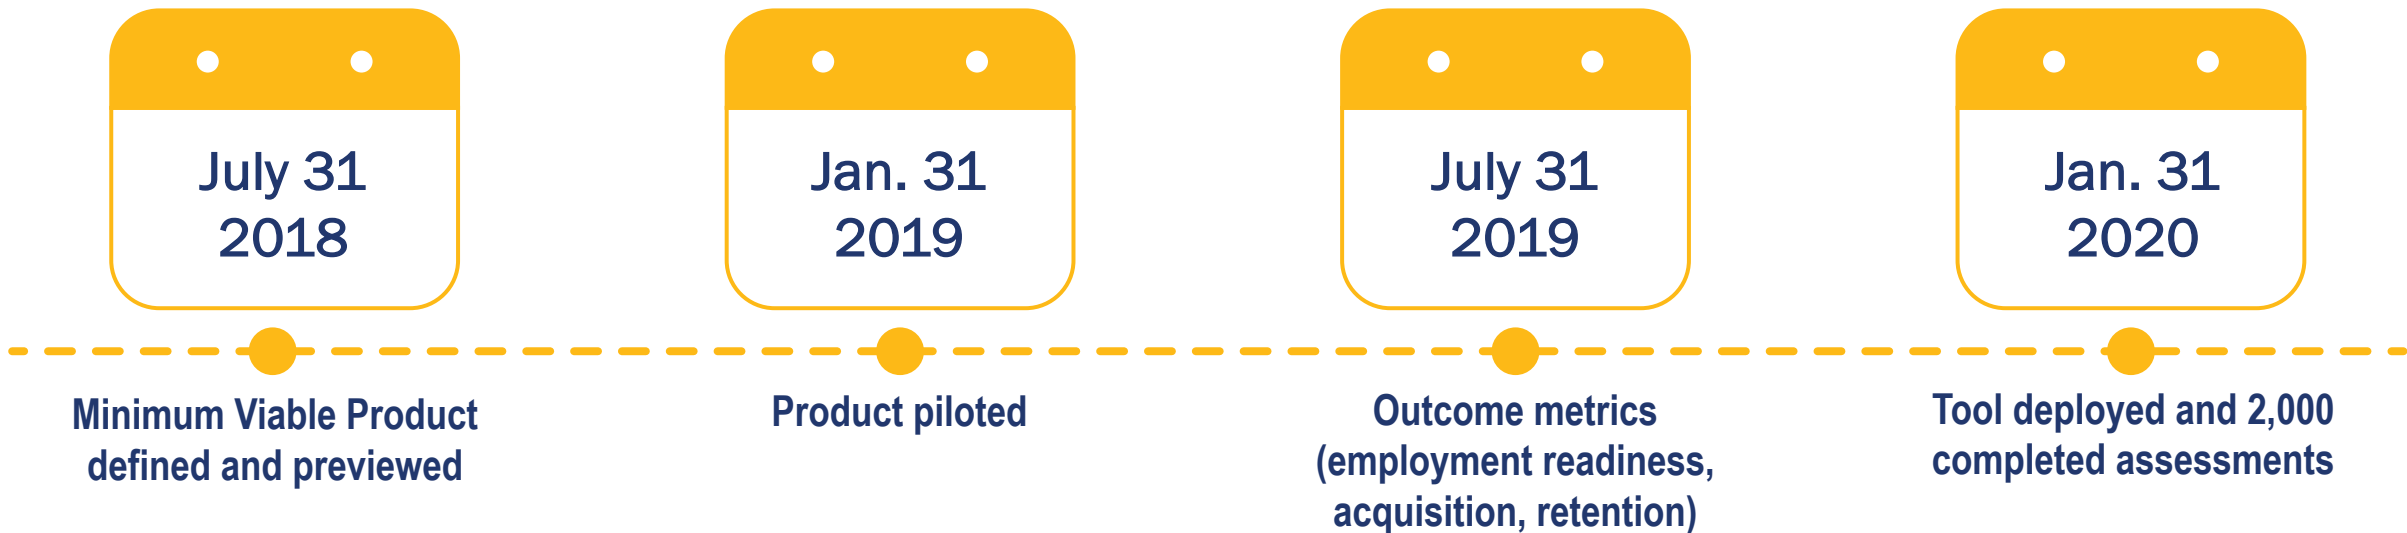 July 31
2018
Minimum Viable Product
defined and previewed
Jan. 31
2019
Product piloted
July 31
2019
Outcome metrics
(employment readiness,
acquisition, retention)
Jan. 31
2020
Tool deployed and 2,000
completed assessments